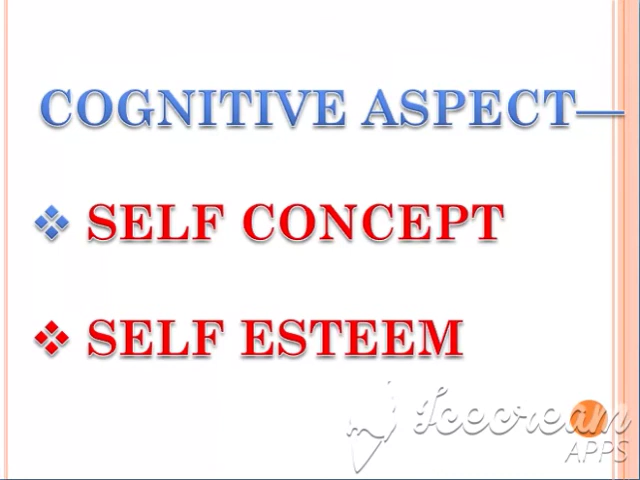 COGNITIVE ASPECT—
❖ SELF CONCEPT
❖ SELF ESTEEM
Icecream
APPS